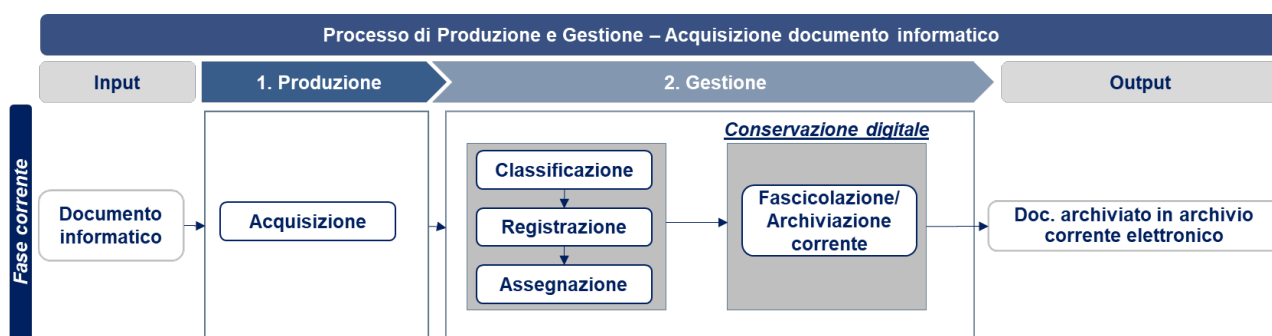 Processo di Produzione e Gestione – Acquisizione documento informatico
Input
1. Produzione
2. Gestione
Output
Fase corrente
Documento
informatico
Acquisizione
Classificazione
Registrazione
Assegnazione
Conservazione digitale
Fascicolazione/
Archiviazione
corrente
Doc. archiviato in archivio
corrente elettronico